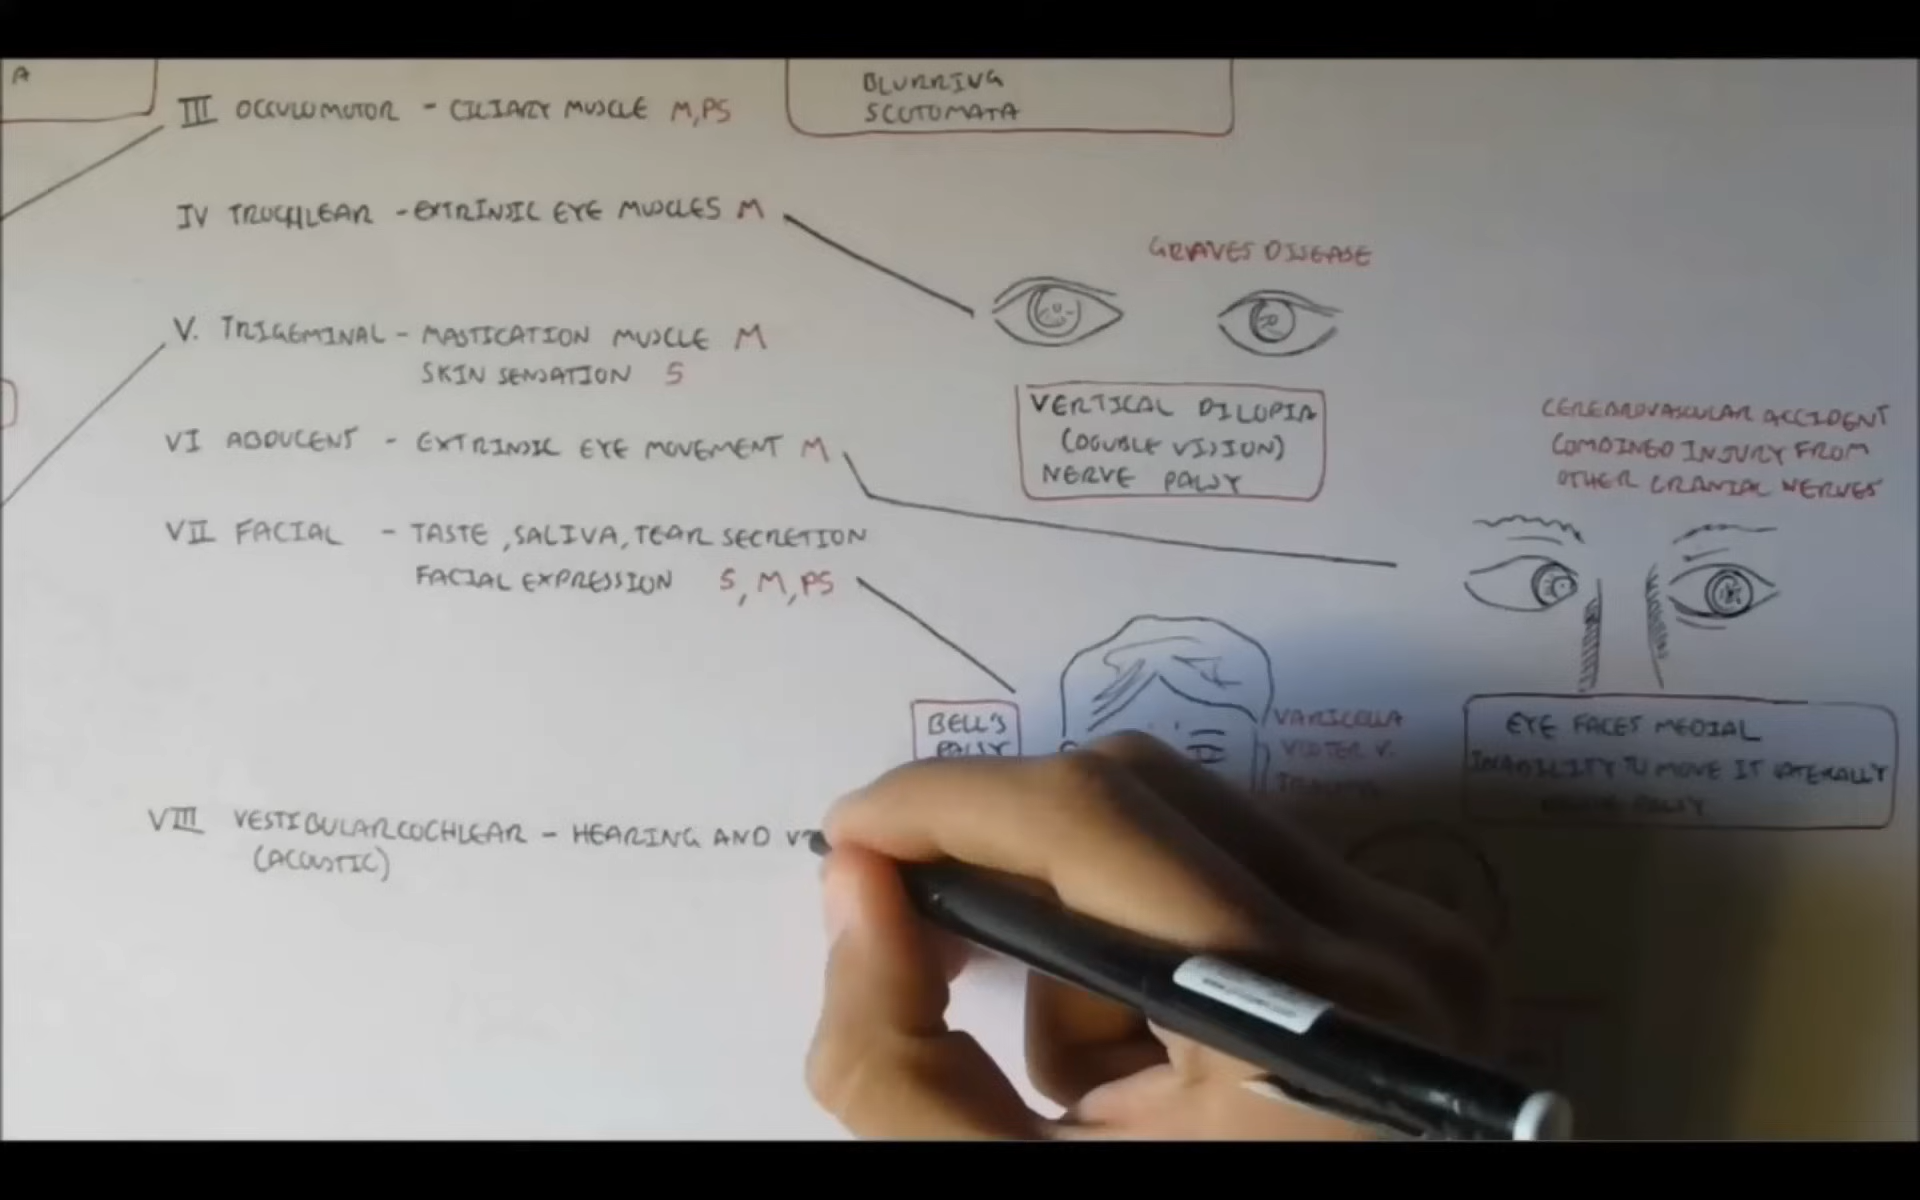 A
III OCCULOMOTOR - CILIARY MUSCLE M,PS
BLURRING
SCOTOMATA
IV TROCHLEAR - EXTRINSIC EYE MUSCLES M
GRAVES DISEASE
V. TRIGEMINAL - MASTICATION MUSCLE M
SKIN SENSATION S
VERTICAL DILOPIA
(DOUBLE VISION)
NERVE PALSY
VI ABDUCENT - EXTRINSIC EYE MOVEMENT M
CEREBROVASCULAR ACCIDENT
COMBINED INJURY FROM
OTHER CRANIAL NERVES
VII FACIAL - TASTE, SALIVA, TEAR SECRETION
FACIAL EXPRESSION S, M, PS
BELL'S
PALSY
VARICELLA
V.
TRAUMA
EYE FACES MEDIAL
INABILITY TO MOVE IT LATERALLY
PALSY
VIII VESTIBULARCOCHLEAR - HEARING AND
(ACOUSTIC)